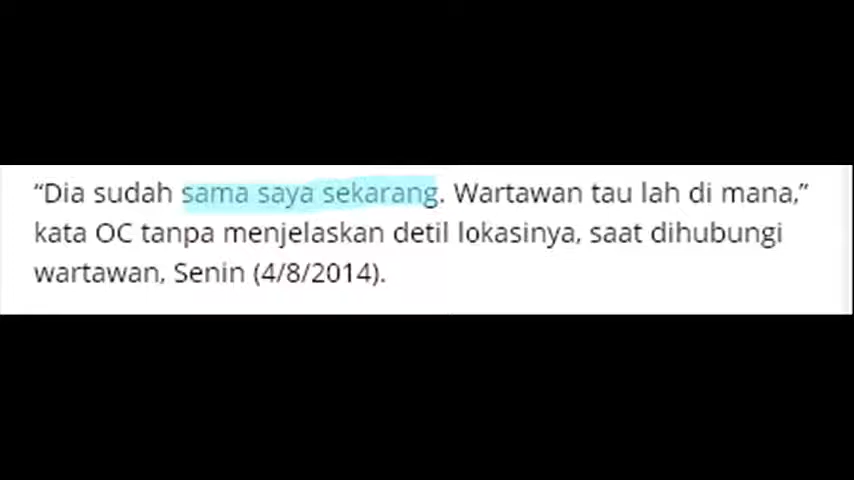 “Dia sudah sama saya sekarang. Wartawan tau lah di mana,”
kata OC tanpa menjelaskan detil lokasinya, saat dihubungi
wartawan, Senin (4/8/2014).